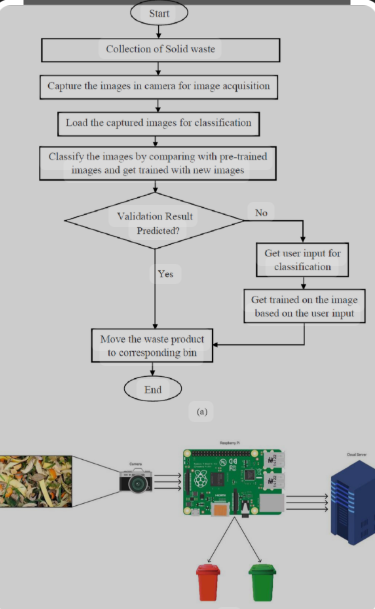 Start
Collection of Solid waste
Capture the images in camera for image acquisition
Load the captured images for classification
Classify the images by comparing with pre-trained
images and get trained with new images
Validation Result
Predicted?
No
Get user input for
classification
Yes
Get trained on the image
based on the user input
Move the waste product
to corresponding bin
End
(a)
Raspberry Pi
Camera
Cloud Server